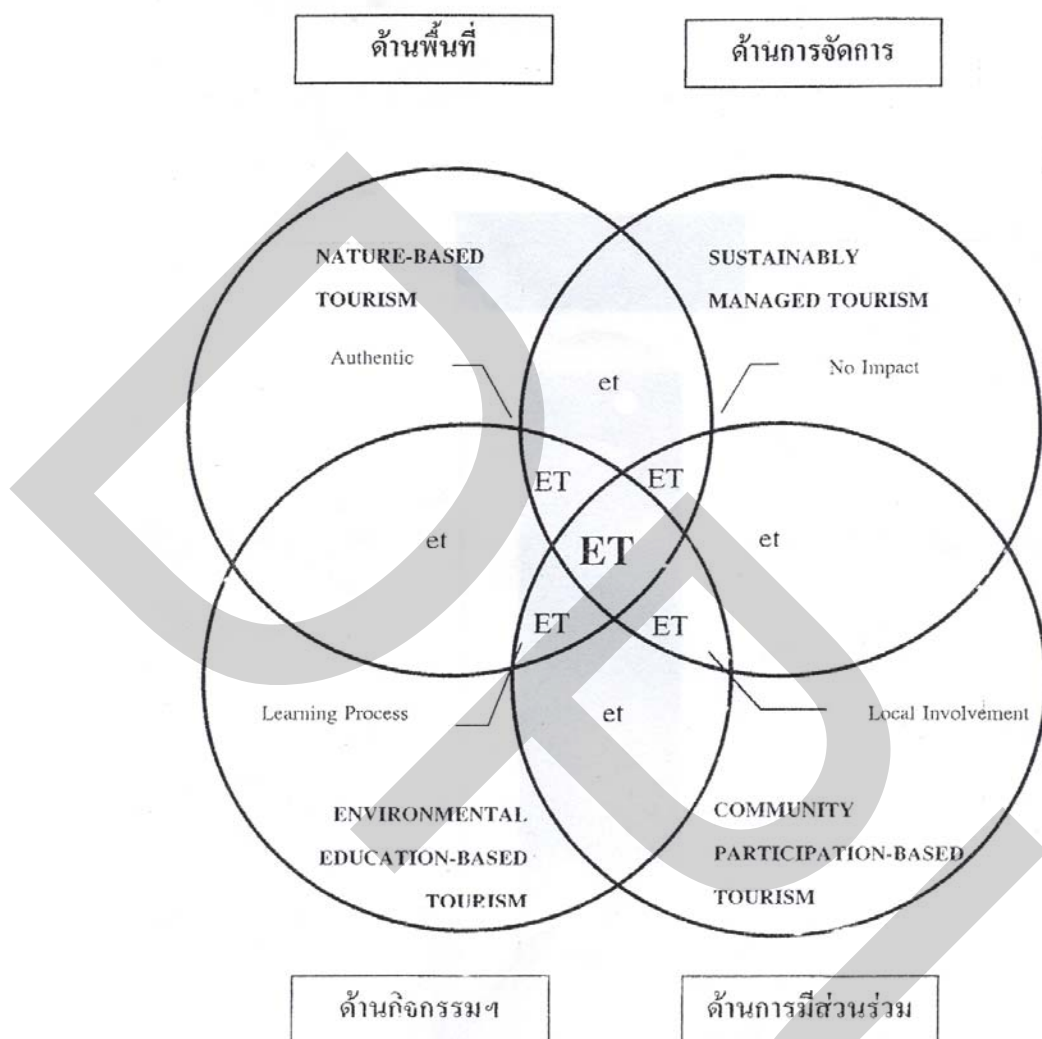 ด้านพื้นที่
ด้านการจัดการ
NATURE-BASED
TOURISM
SUSTAINABLY
MANAGED TOURISM
Authentic
No Impact
et
ET
ET
et
ET
et
ET
ET
Learning Process
et
Local Involvement
ENVIRONMENTAL
EDUCATION-BASED
TOURISM
COMMUNITY
PARTICIPATION-BASED
TOURISM
ด้านกิจกรรมฯ
ด้านการมีส่วนร่วม